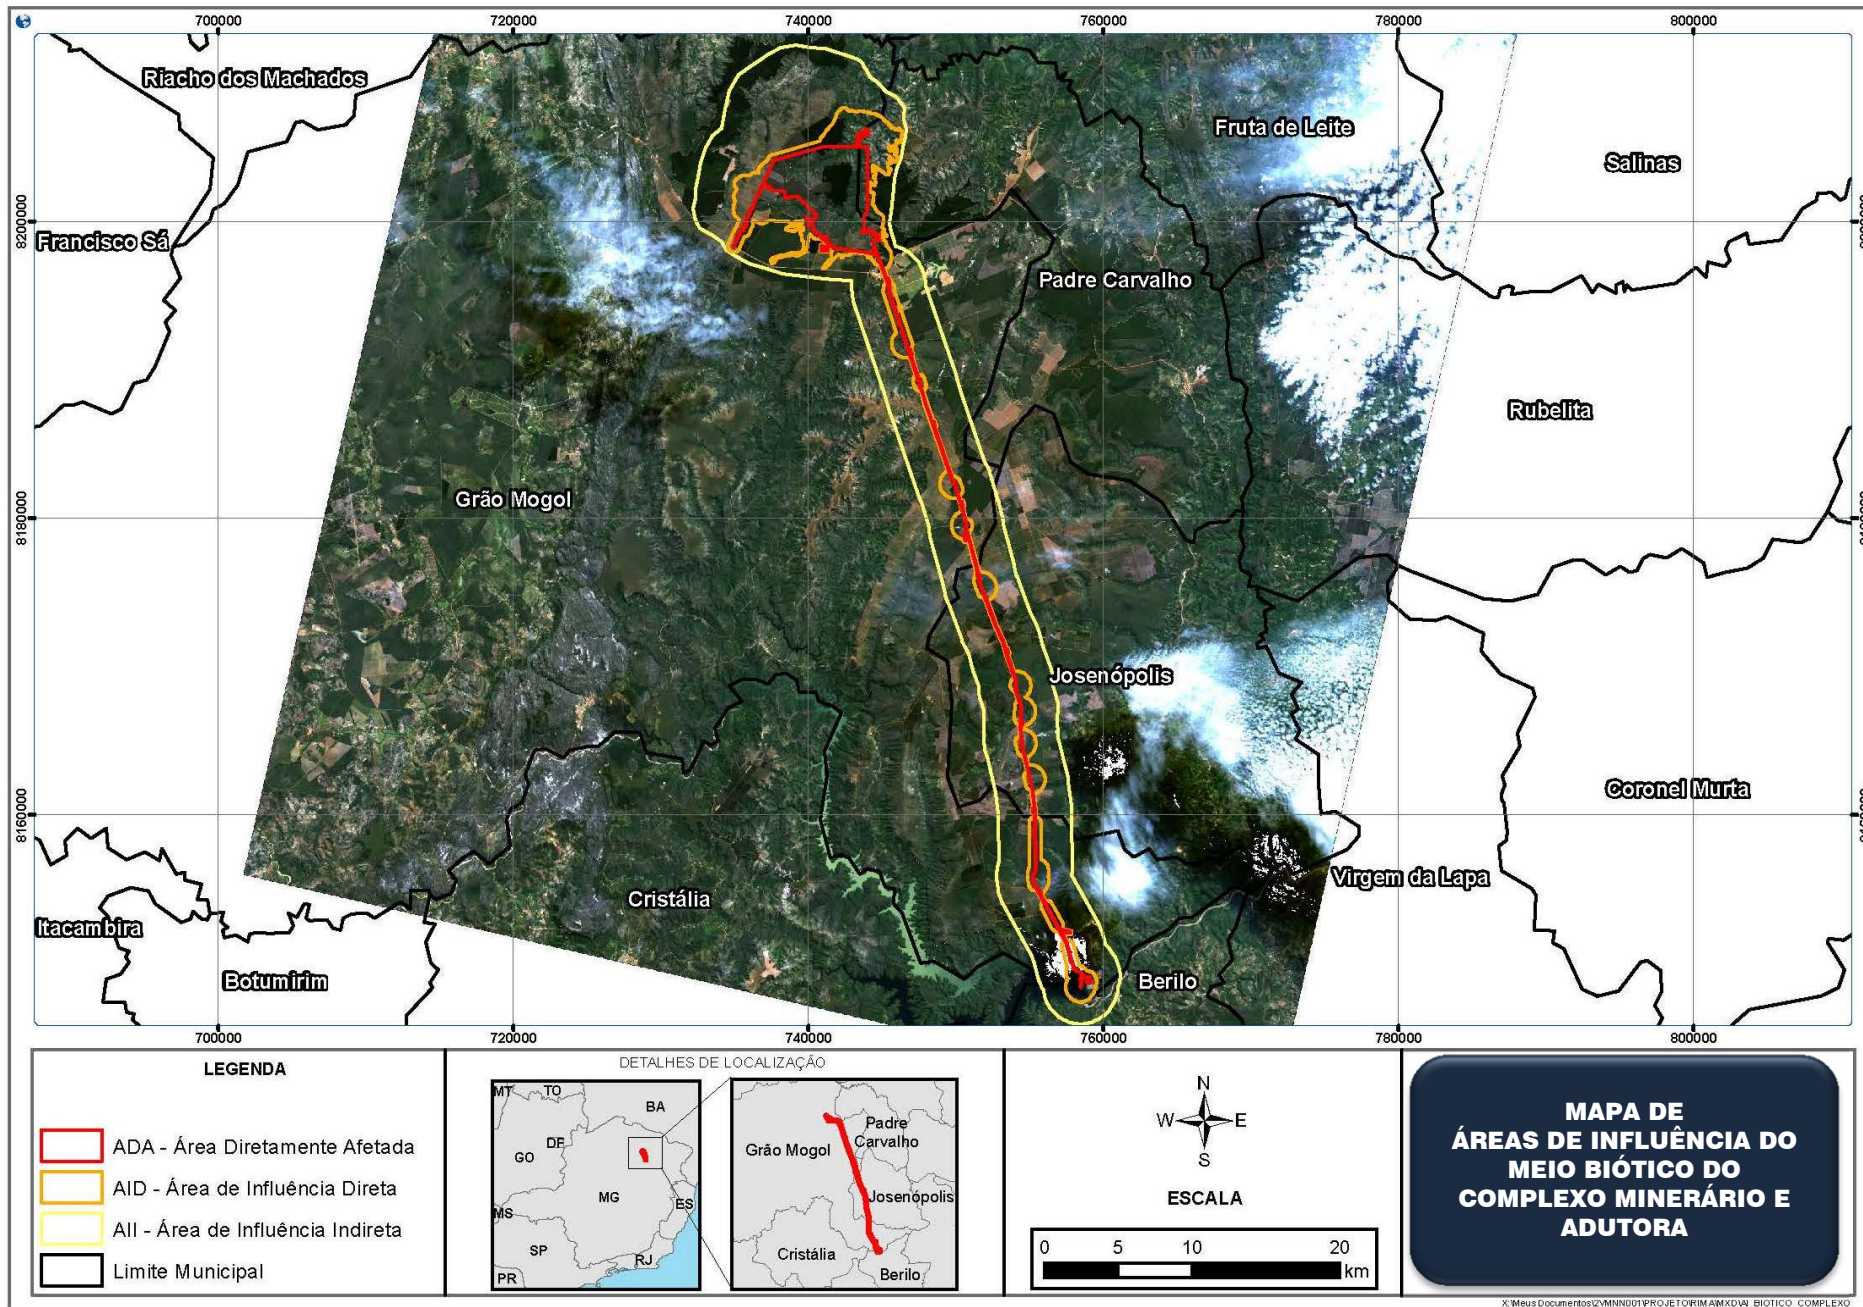 700000
720000
740000
760000
780000
800000
Riacho dos Machados
Fruta de Leite
Salinas
8200000
Francisco Sá
Padre Carvalho
Rubelita
Grão Mogol
8180000
Josenópolis
Coronel Murta
8160000
Virgem da Lapa
Cristália
Itacambira
Botumirim
Berilo
700000
720000
740000
760000
780000
800000
LEGENDA
ADA - Área Diretamente Afetada
AID - Área de Influência Direta
AII - Área de Influência Indireta
Limite Municipal
DETALHES DE LOCALIZAÇÃO
MT
TO
BA
DF
GO
MG
ES
MS
SP
RJ
PR
Padre
Carvalho
Grão Mogol
Josenópolis
Cristália
Berilo
N
W
E
S
ESCALA
0 5 10 20
km
MAPA DE
ÁREAS DE INFLUÊNCIA DO
MEIO BIÓTICO DO
COMPLEXO MINERÁRIO E
ADUTORA